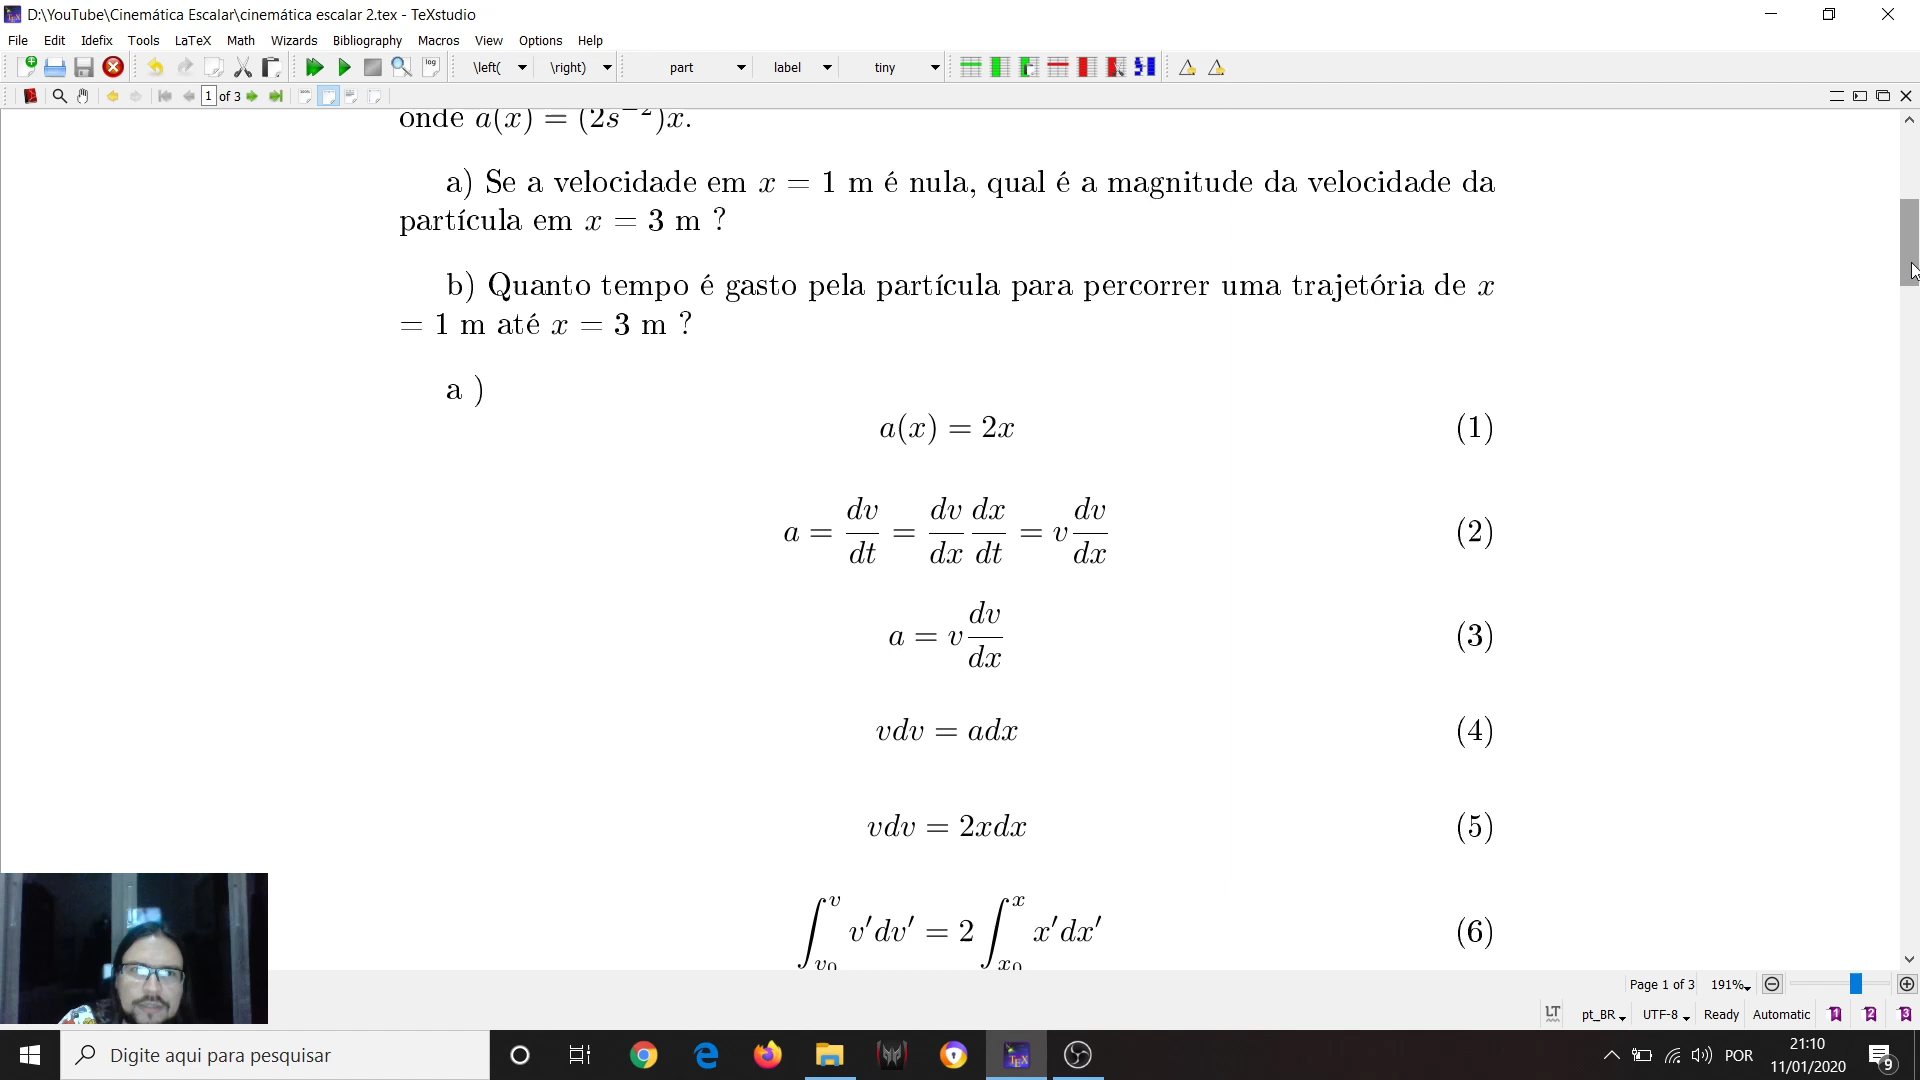 D:\YouTube\Cinemática Escalar\cinemática escalar 2.tex - TeXstudio
File Edit Idefix Tools LaTeX Math Wizards Bibliography Macros View Options Help
\left( \right) part label tiny
1 of 3
onde a(x) = (2s⁻²)x.
a) Se a velocidade em x = 1 m é nula, qual é a magnitude da velocidade da
partícula em x = 3 m ?
b) Quanto tempo é gasto pela partícula para percorrer uma trajetória de x
= 1 m até x = 3 m ?
a )
a(x) = 2x (1)
a = dv/dt = dv/dx dx/dt = v dv/dx (2)
a = v dv/dx (3)
vdv = adx (4)
vdv = 2xdx (5)
∫_{v₀}^{v} v′dv′ = 2 ∫_{x₀}^{x} x′dx′ (6)
Page 1 of 3 191%
LT pt_BR UTF-8 Ready Automatic 1 2 3
Digite aqui para pesquisar
POR
21:10
11/01/2020
9